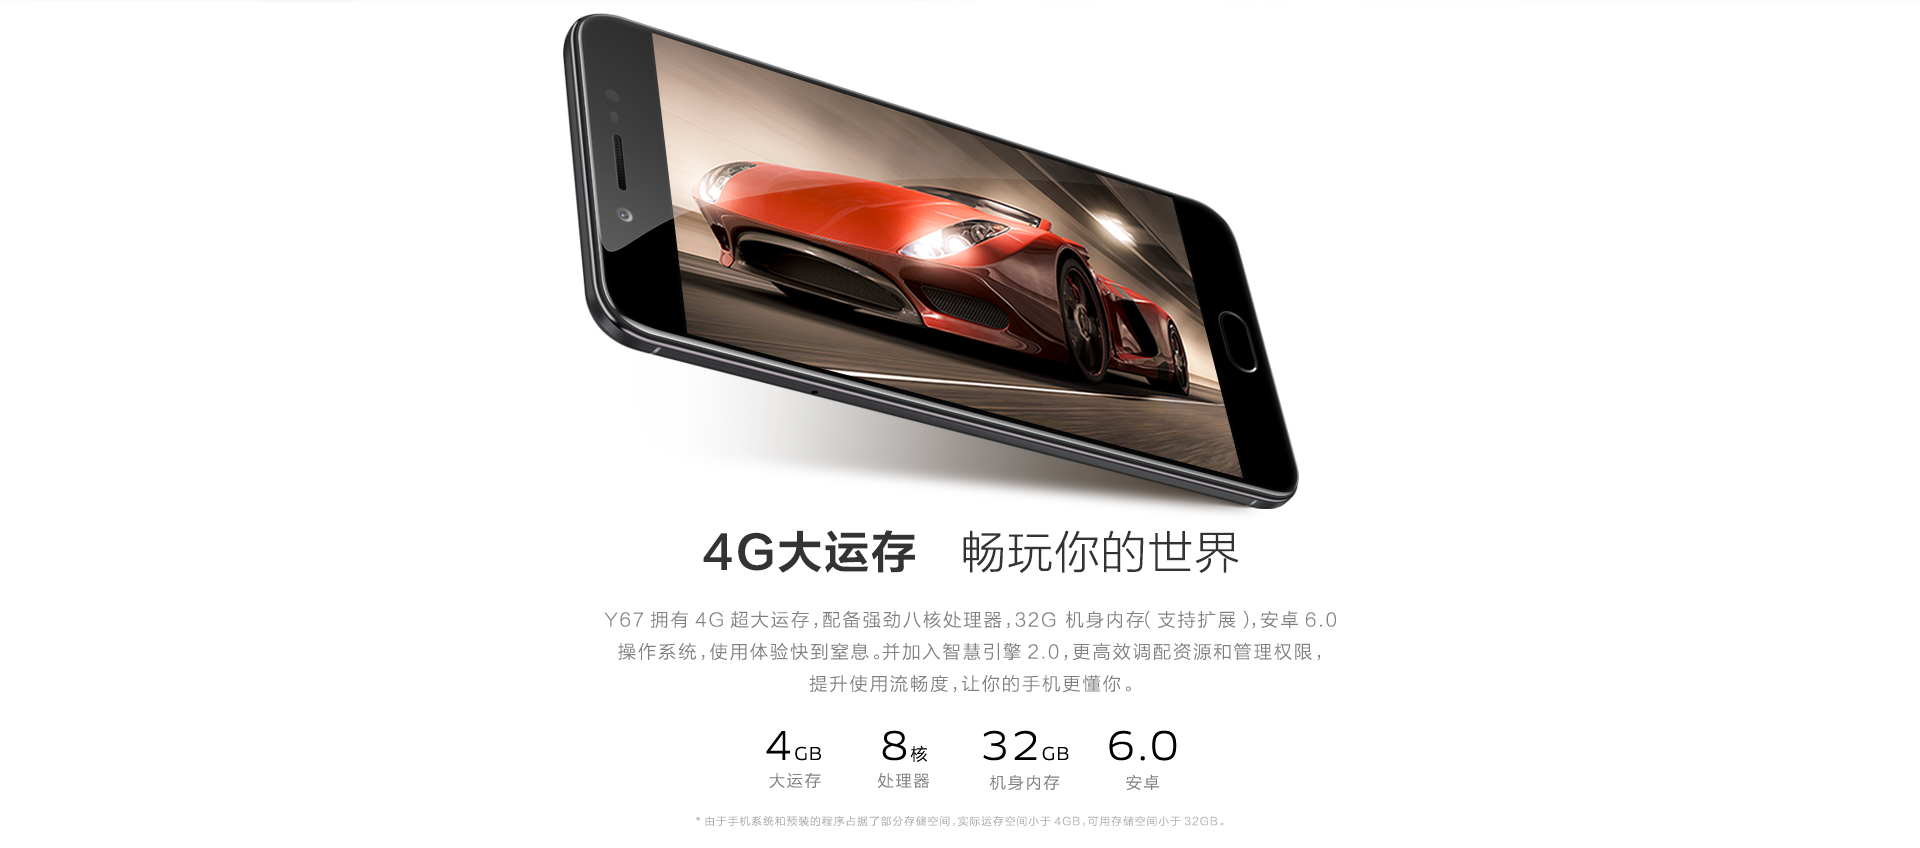 4G大运存 畅玩你的世界
Y67 拥有 4G 超大运存，配备强劲八核处理器，32G 机身内存( 支持扩展 )，安卓 6.0
操作系统，使用体验快到窒息。并加入智慧引擎 2.0，更高效调配资源和管理权限，
提升使用流畅度，让你的手机更懂你。
4GB 8核 32GB 6.0
大运存 处理器 机身内存 安卓
* 由于手机系统和预装的程序占据了部分存储空间，实际运存空间小于 4GB，可用存储空间小于 32GB。